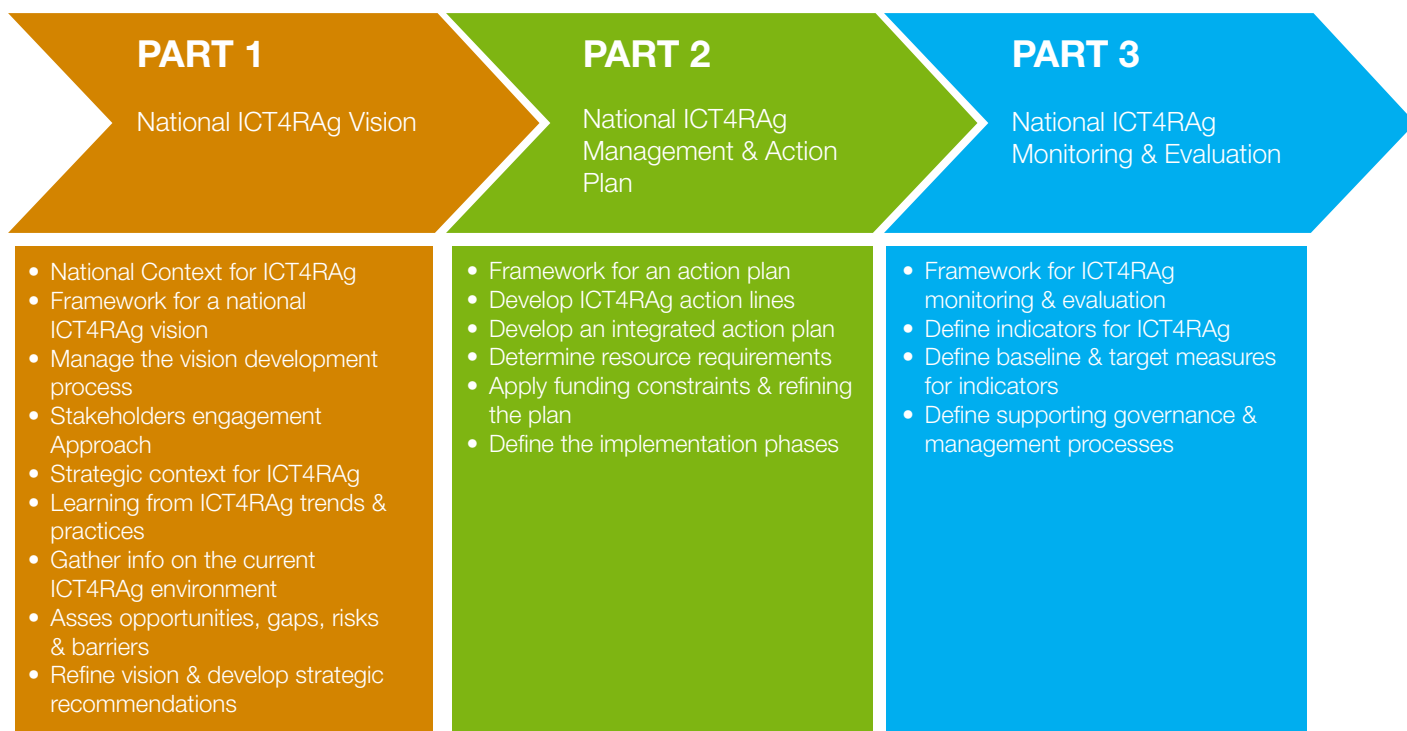 PART 1
National ICT4RAg Vision
PART 2
National ICT4RAg
Management & Action
Plan
PART 3
National ICT4RAg
Monitoring & Evaluation
• National Context for ICT4RAg
• Framework for a national
ICT4RAg vision
• Manage the vision development
process
• Stakeholders engagement
Approach
• Strategic context for ICT4RAg
• Learning from ICT4RAg trends &
practices
• Gather info on the current
ICT4RAg environment
• Asses opportunities, gaps, risks
& barriers
• Refine vision & develop strategic
recommendations
• Framework for an action plan
• Develop ICT4RAg action lines
• Develop an integrated action plan
• Determine resource requirements
• Apply funding constraints & refining
the plan
• Define the implementation phases
• Framework for ICT4RAg
monitoring & evaluation
• Define indicators for ICT4RAg
• Define baseline & target measures
for indicators
• Define supporting governance &
management processes